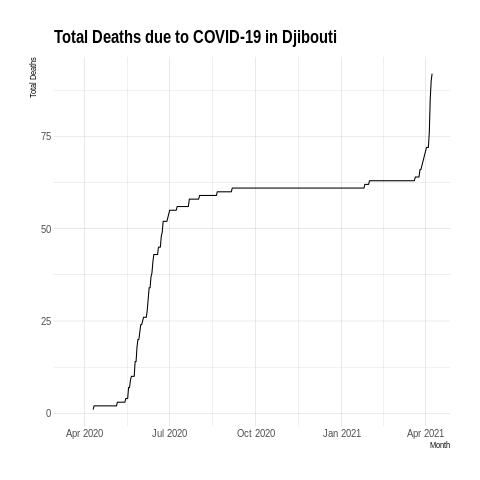 Total Deaths due to COVID-19 in Djibouti
Total Deaths
75
50
25
0
Apr 2020 Jul 2020 Oct 2020 Jan 2021 Apr 2021
Month